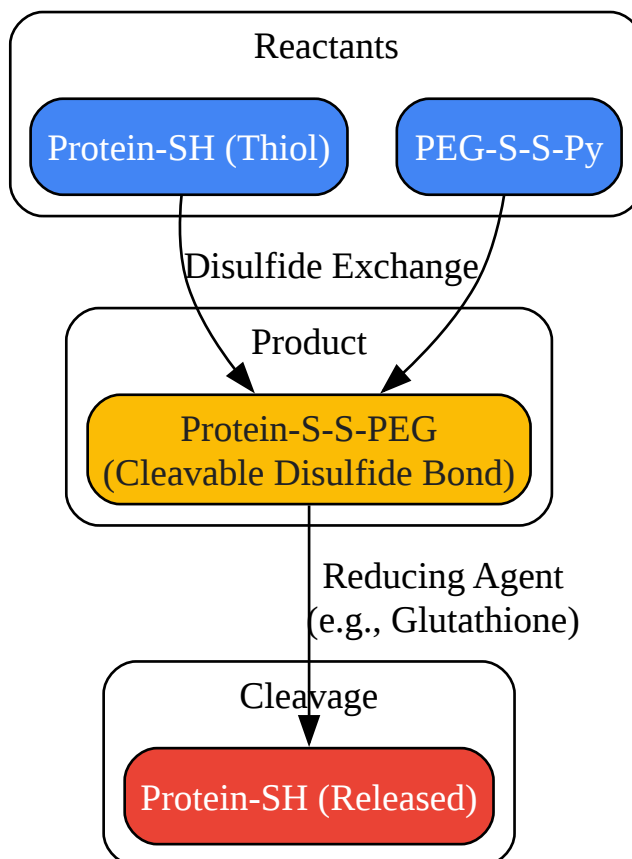 Reactants
Protein-SH (Thiol)
PEG-S-S-Py
Disulfide Exchange
Product
Protein-S-S-PEG
(Cleavable Disulfide Bond)
Reducing Agent
(e.g., Glutathione)
Cleavage
Protein-SH (Released)